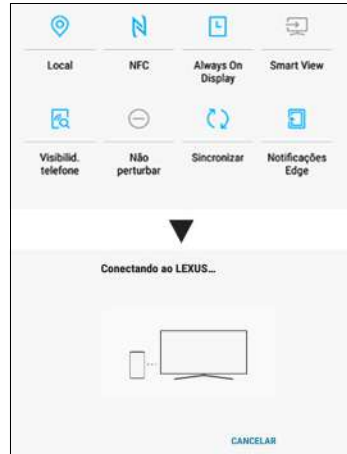 Local NFC Always On Smart View
Display
Visibilid. Não Sincronizar Notificações
telefone perturbar Edge
Conectando ao LEXUS...
CANCELAR